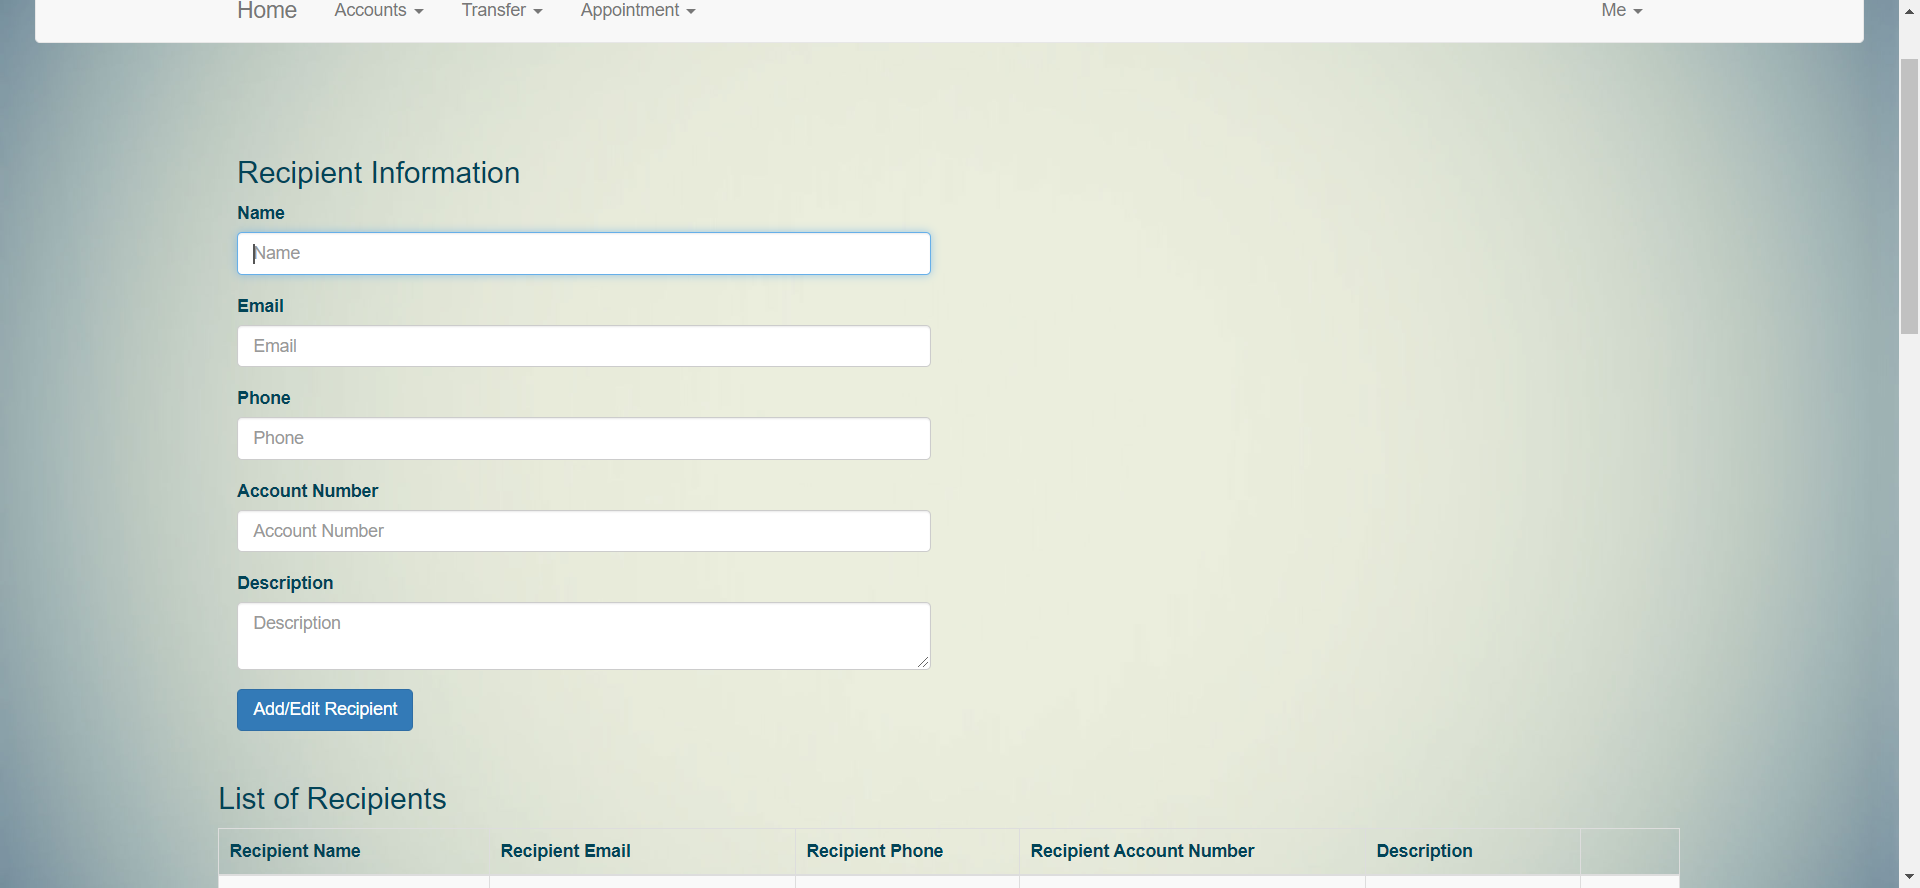 Home Accounts Transfer Appointment Me
Recipient Information
Name
Name
Email
Email
Phone
Phone
Account Number
Account Number
Description
Description
Add/Edit Recipient
List of Recipients
Recipient Name Recipient Email Recipient Phone Recipient Account Number Description